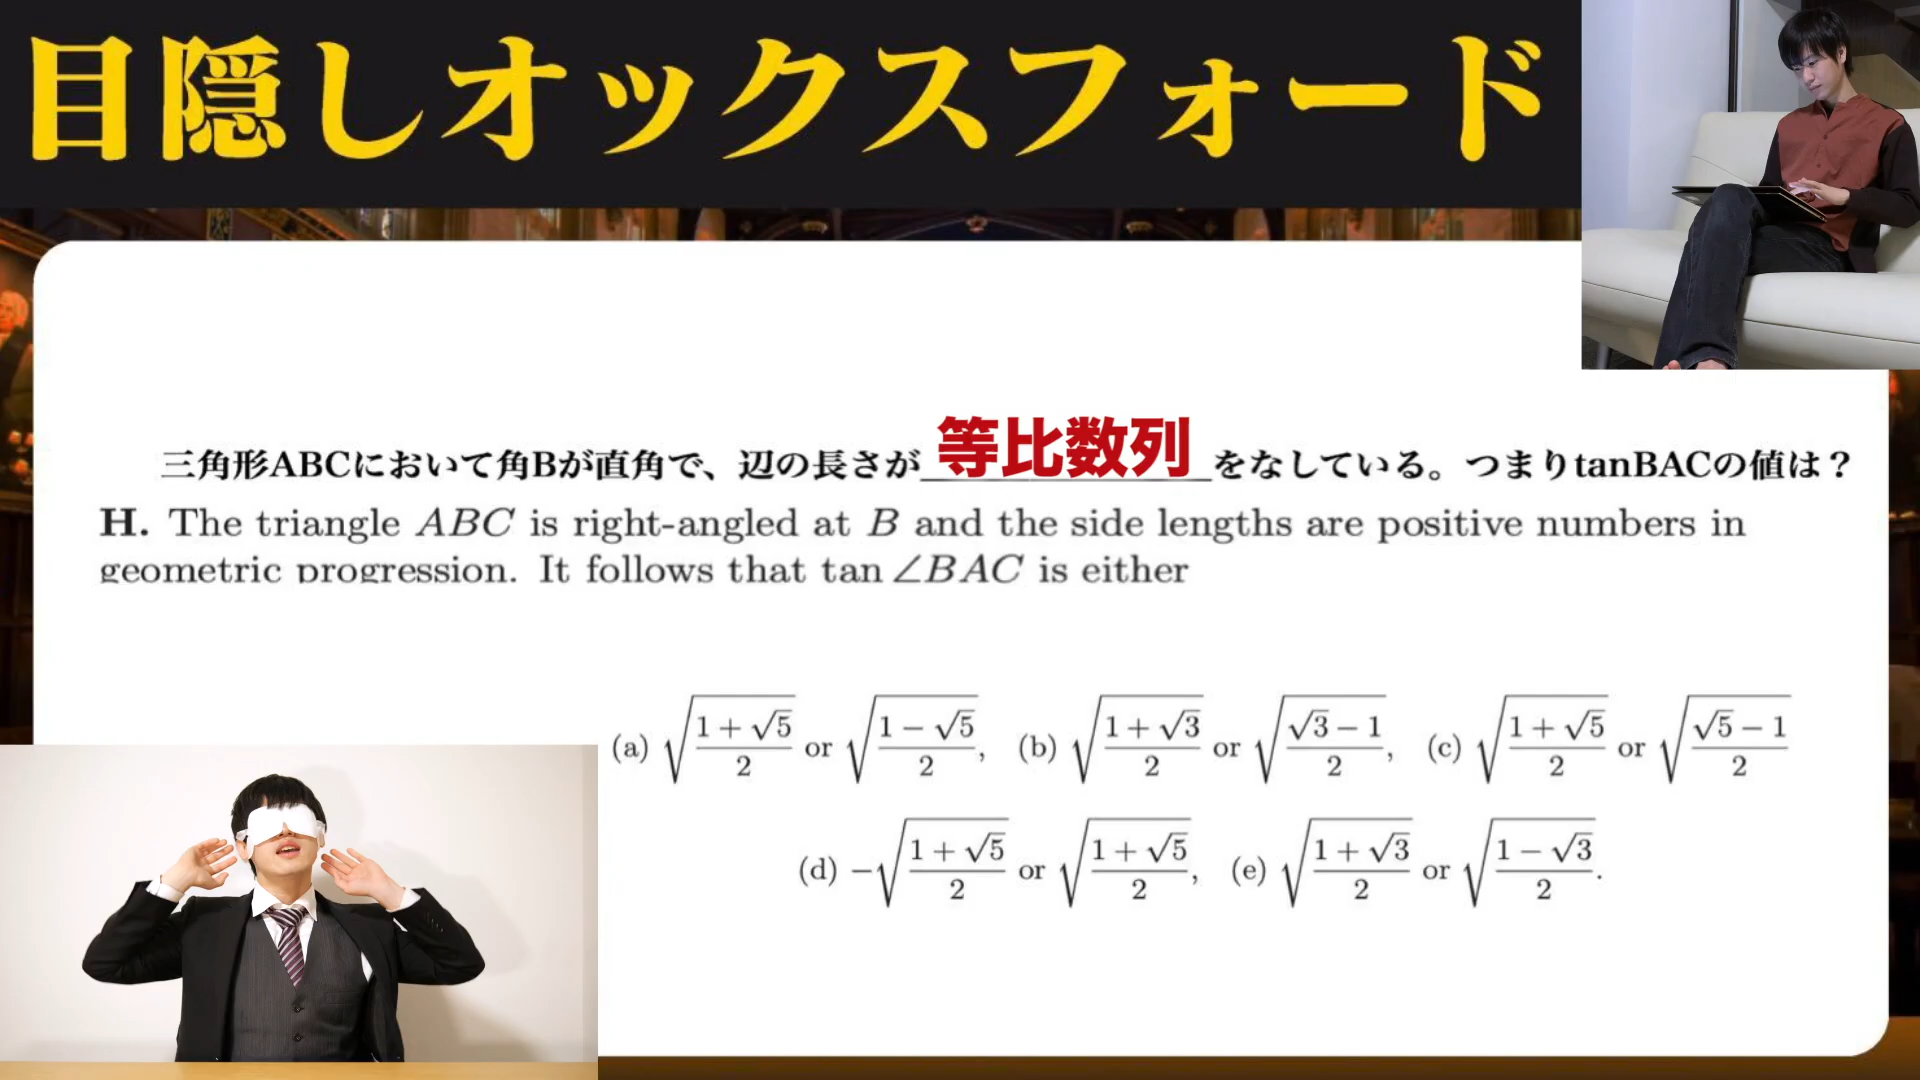 目隠しオックスフォード
三角形ABCにおいて角Bが直角で、辺の長さが等比数列をなしている。つまりtanBACの値は？
H. The triangle ABC is right-angled at B and the side lengths are positive numbers in
geometric progression. It follows that tan ∠BAC is either
(a) √((1 + √5)/2) or √((1 − √5)/2), (b) √((1 + √3)/2) or √((√3 − 1)/2), (c) √((1 + √5)/2) or √((√5 − 1)/2)
(d) −√((1 + √5)/2) or √((1 + √5)/2), (e) √((1 + √3)/2) or √((1 − √3)/2).